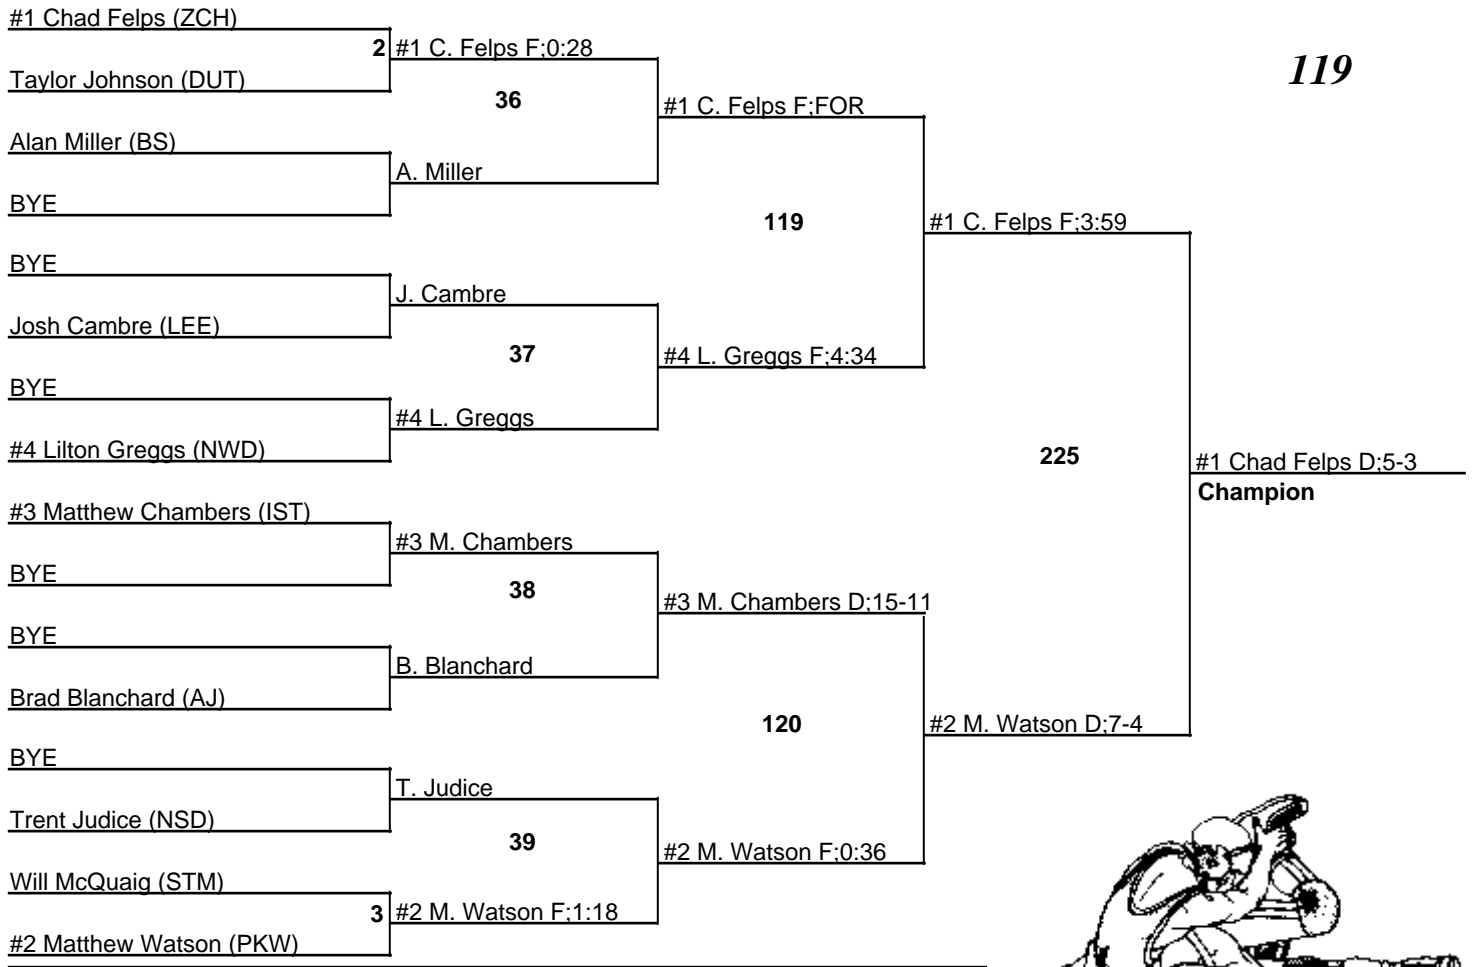 #1 Chad Felps (ZCH)
2 #1 C. Felps F;0:28
119
Taylor Johnson (DUT)
36
#1 C. Felps F;FOR
Alan Miller (BS)
A. Miller
BYE
119
#1 C. Felps F;3:59
BYE
J. Cambre
Josh Cambre (LEE)
37
#4 L. Greggs F;4:34
BYE
#4 L. Greggs
#4 Lilton Greggs (NWD)
225
#1 Chad Felps D;5-3
Champion
#3 Matthew Chambers (IST)
#3 M. Chambers
BYE
38
#3 M. Chambers D;15-11
BYE
B. Blanchard
Brad Blanchard (AJ)
120
#2 M. Watson D;7-4
BYE
T. Judice
Trent Judice (NSD)
39
#2 M. Watson F;0:36
Will McQuaig (STM)
3 #2 M. Watson F;1:18
#2 Matthew Watson (PKW)